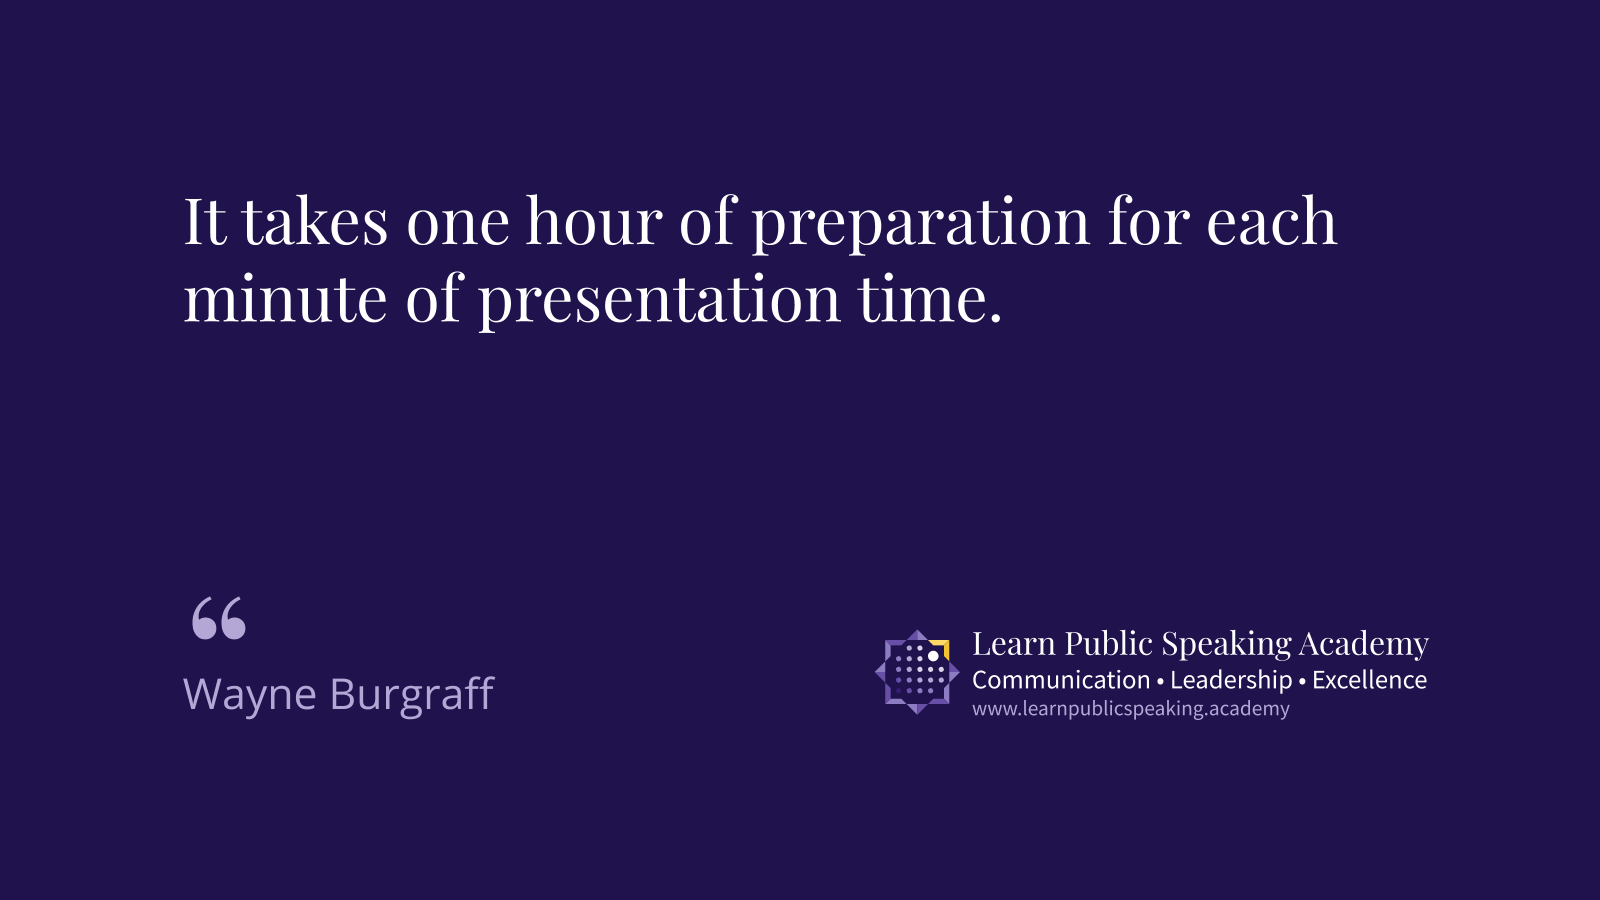 It takes one hour of preparation for each
minute of presentation time.
“
Wayne Burgraff
Learn Public Speaking Academy
Communication • Leadership • Excellence
www.learnpublicspeaking.academy